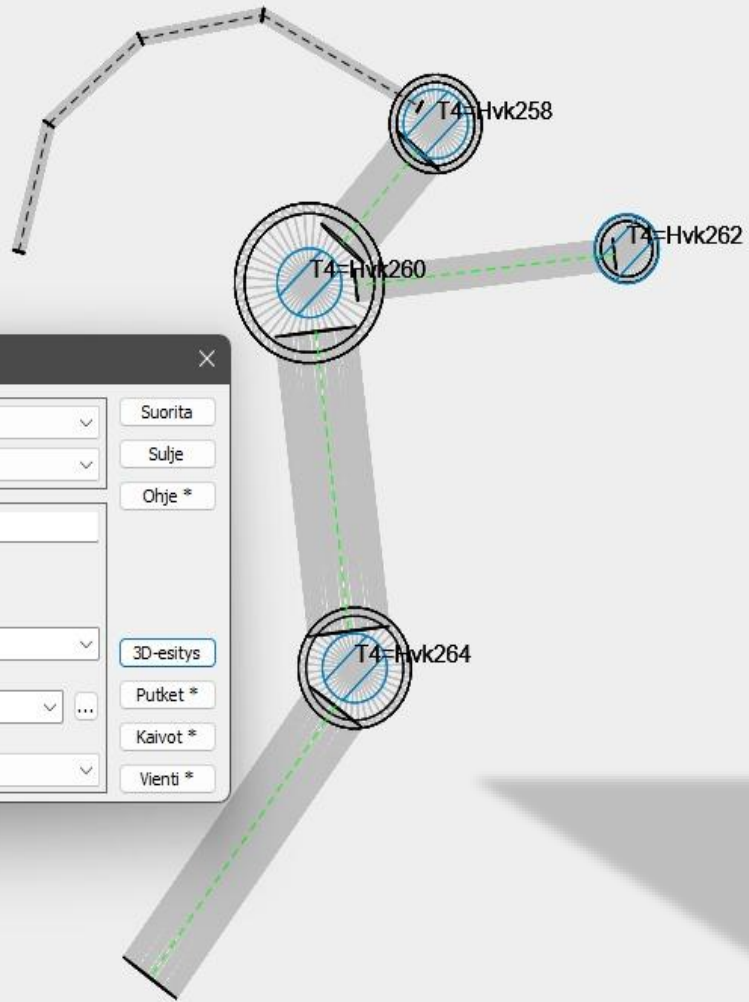 T4=Hvk258
T4=Hvk262
T4=Hvk260
Suorita
Sulje
Ohje *
3D-esitys
T4=Hvk264
Putket *
...
Kaivot *
Vienti *